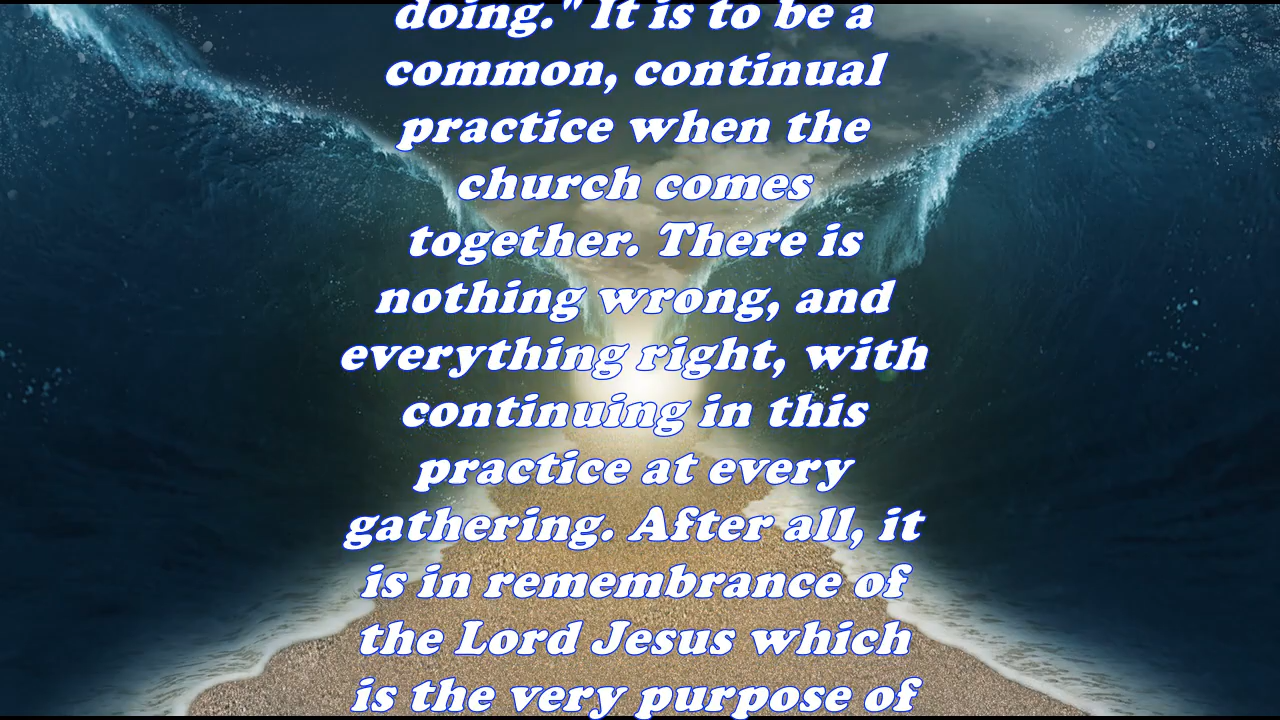 doing." It is to be a
common, continual
practice when the
church comes
together. There is
nothing wrong, and
everything right, with
continuing in this
practice at every
gathering. After all, it
is in remembrance of
the Lord Jesus which
is the very purpose of